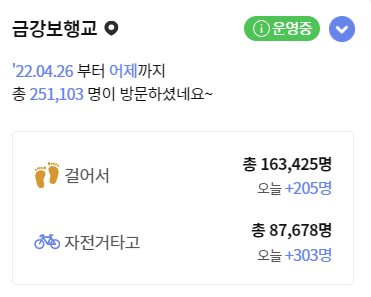 금강보행교
운영중
'22.04.26 부터 어제까지
총 251,103 명이 방문하셨네요~
걸어서
총 163,425명
오늘 +205명
자전거타고
총 87,678명
오늘 +303명